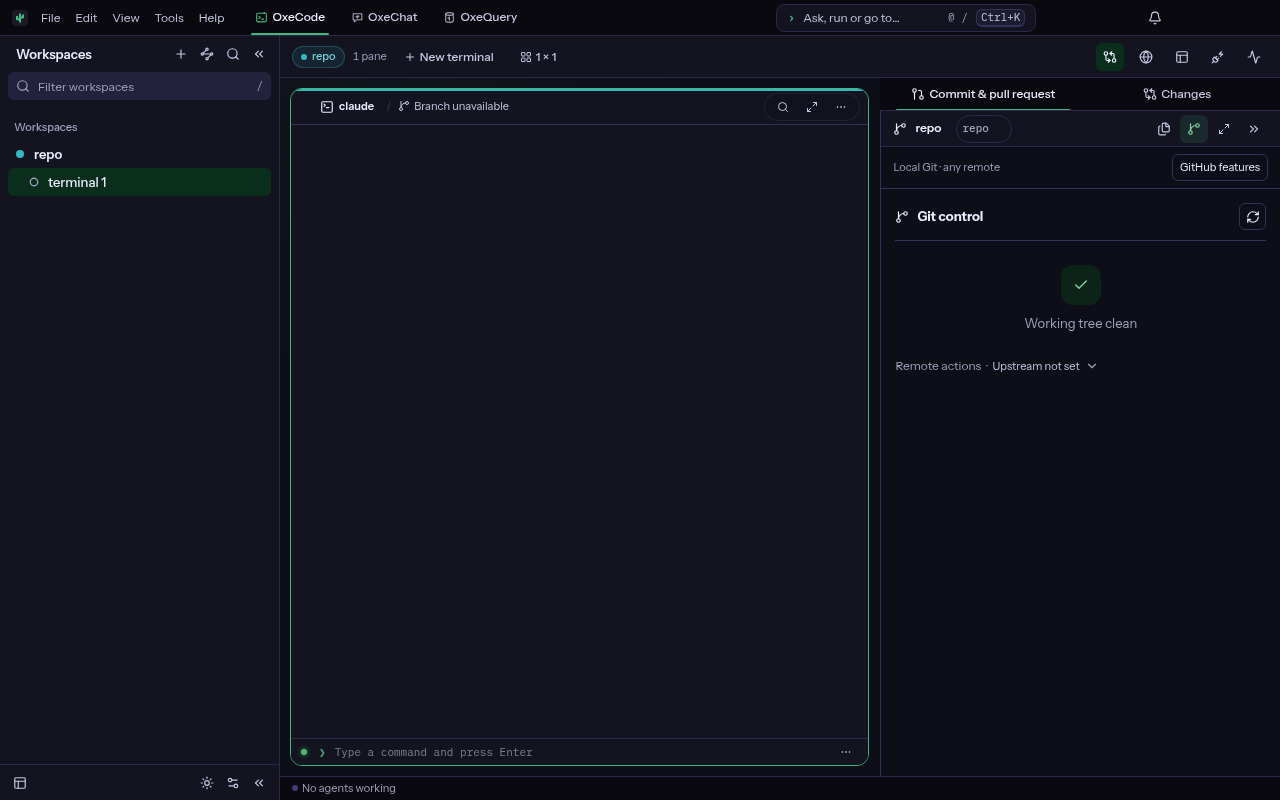 File Edit View Tools Help OxeCode OxeChat OxeQuery › Ask, run or go to… @ / Ctrl+K
Workspaces
Filter workspaces /
Workspaces
repo
terminal 1
repo 1 pane + New terminal 1 × 1
claude / Branch unavailable
❯ Type a command and press Enter
No agents working
Commit & pull request Changes
repo repo
Local Git · any remote GitHub features
Git control
Working tree clean
Remote actions · Upstream not set